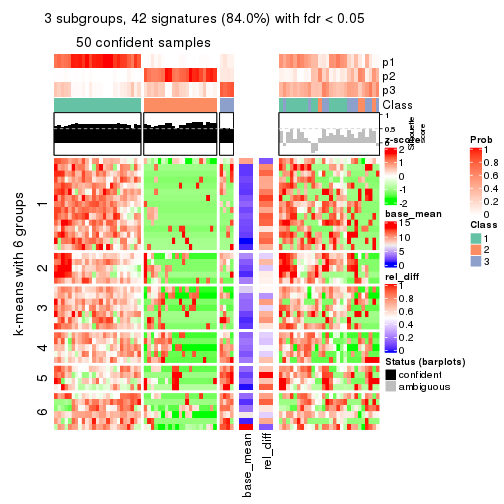 3 subgroups, 42 signatures (84.0%) with fdr < 0.05
50 confident samples
p1
p2
p3
Class
1
0.5
0
Silhouette
score
k-means with 6 groups
1
2
3
4
5
6
base_mean
rel_diff
z-score
2
1
0
-1
-2
base_mean
15
10
5
0
rel_diff
1
0.8
0.6
0.4
0.2
0
Status (barplots)
confident
ambiguous
Prob
1
0.8
0.6
0.4
0.2
0
Class
1
2
3